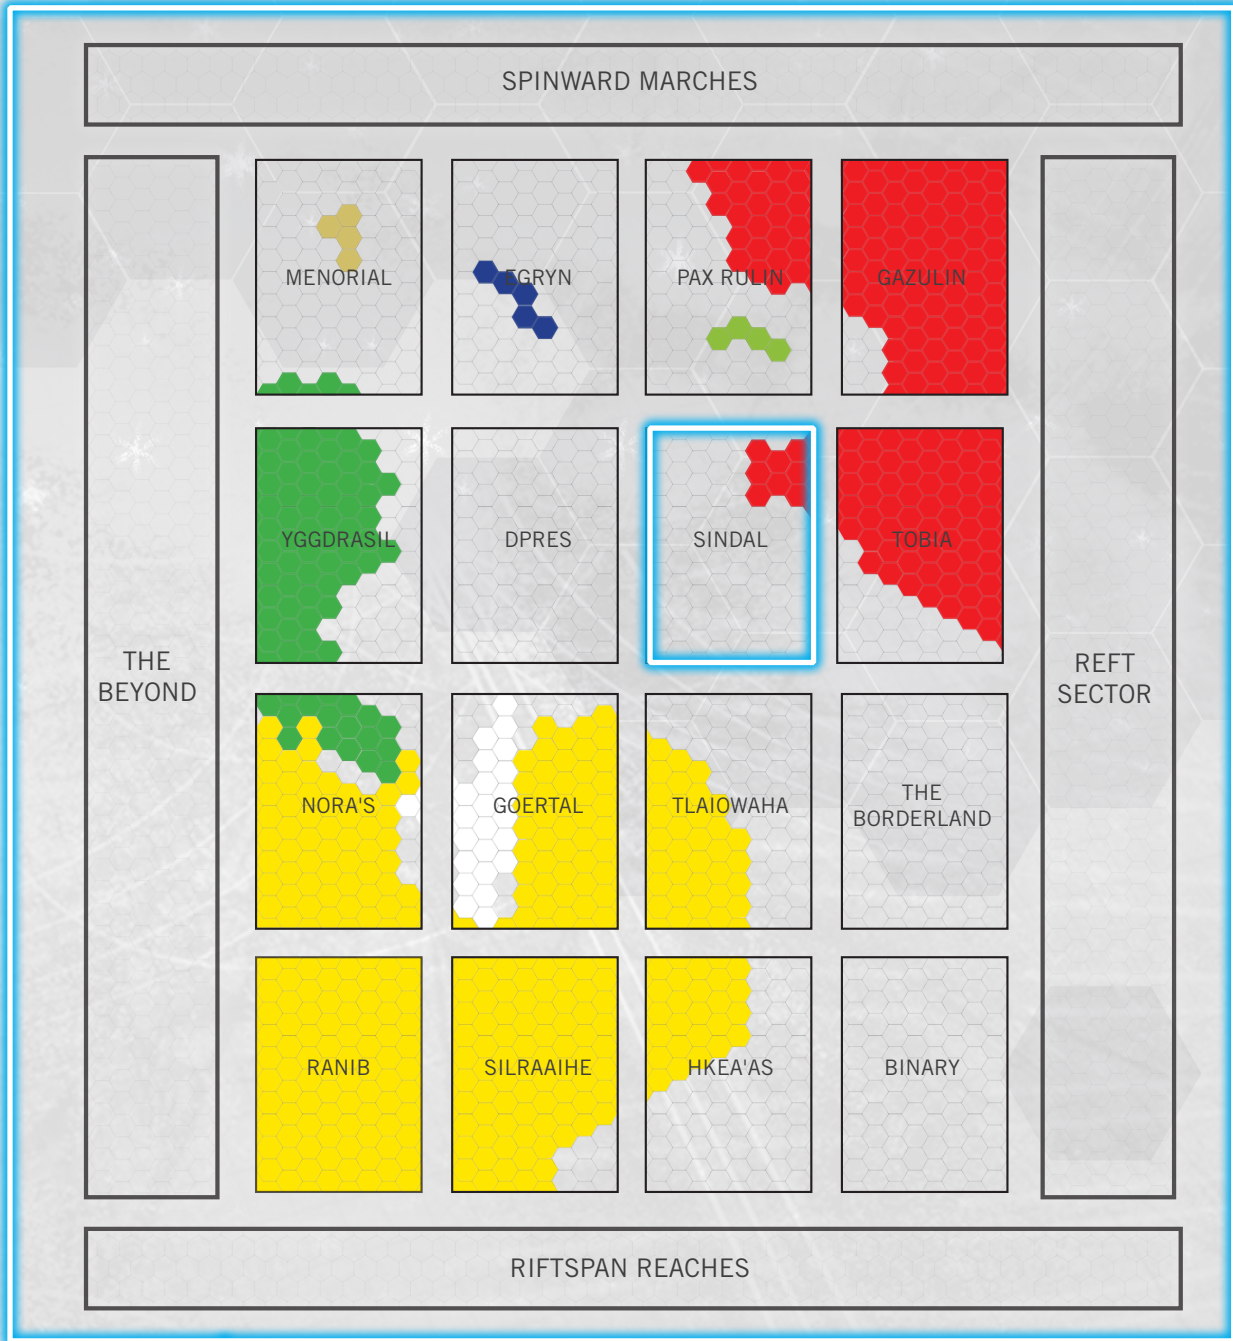 SPINWARD MARCHES
MENORIAL
EGRYN
PAX RULIN
GAZULIN
YGGDRASIL
DPRES
SINDAL
TOBIA
THE
BEYOND
REFT
SECTOR
NORA'S
GOERTAL
TLAIOWAHA
THE
BORDERLAND
RANIB
SILRAAIHE
HKEA'AS
BINARY
RIFTSPAN REACHES